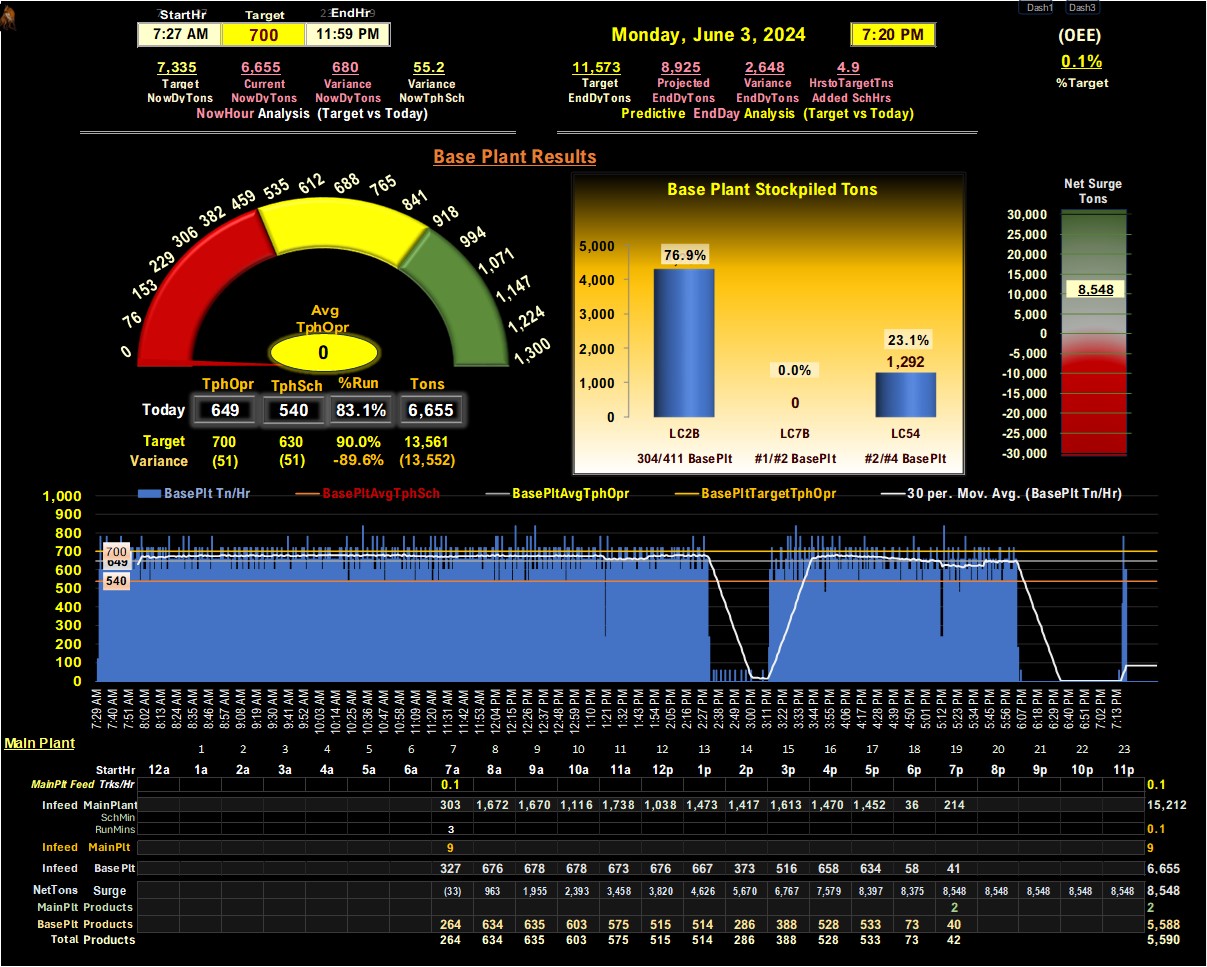 Dash1 Dash3
StartHr Target EndHr
7:27 AM 700 11:59 PM Monday, June 3, 2024 7:20 PM (OEE)
0.1%
%Target
7,335 6,655 680 55.2 11,573 8,925 2,648 4.9
Target Current Variance Target Projected Variance HrstoTargetTns
NowDyTons NowDyTons NowDyTons NowTphSch EndDyTons EndDyTons EndDyTons Added SchHrs
NowHour Analysis (Target vs Today) Predictive EndDay Analysis (Target vs Today)
Base Plant Results
0 76 153 229 306 382 459 535 612 688 765 841 918 994 1,071 1,147 1,224 1,300
Avg
TphOpr
0
TphOpr TphSch %Run Tons
Today 649 540 83.1% 6,655
Target 700 630 90.0% 13,561
Variance (51) (51) -89.6% (13,552)
Base Plant Stockpiled Tons
5,000
4,000
3,000
2,000
1,000
0
76.9%
0.0%
0
23.1%
1,292
LC2B LC7B LC54
304/411 BasePlt #1/#2 BasePlt #2/#4 BasePlt
Net Surge
Tons
30,000
25,000
20,000
15,000
10,000
5,000
0
-5,000
-10,000
-15,000
-20,000
-25,000
-30,000
8,548
BasePlt Tn/Hr BasePltAvgTphSch BasePltAvgTphOpr BasePltTargetTphOpr 30 per. Mov. Avg. (BasePlt Tn/Hr)
1,000
900
800
700
600
500
400
300
200
100
0
700
649
540
7:29 AM 7:40 AM 7:51 AM 8:02 AM 8:13 AM 8:24 AM 8:35 AM 8:46 AM 8:57 AM 9:08 AM 9:19 AM 9:30 AM 9:41 AM 9:52 AM 10:03 AM 10:14 AM 10:25 AM 10:36 AM 10:47 AM 10:58 AM 11:09 AM 11:20 AM 11:31 AM 11:42 AM 11:53 AM 12:04 PM 12:15 PM 12:26 PM 12:37 PM 12:48 PM 12:59 PM 1:10 PM 1:21 PM 1:32 PM 1:43 PM 1:54 PM 2:05 PM 2:16 PM 2:27 PM 2:38 PM 2:49 PM 3:00 PM 3:11 PM 3:22 PM 3:33 PM 3:44 PM 3:55 PM 4:06 PM 4:17 PM 4:28 PM 4:39 PM 4:50 PM 5:01 PM 5:12 PM 5:23 PM 5:34 PM 5:45 PM 5:56 PM 6:07 PM 6:18 PM 6:29 PM 6:40 PM 6:51 PM 7:02 PM 7:13 PM
Main Plant
1 2 3 4 5 6 7 8 9 10 11 12 13 14 15 16 17 18 19 20 21 22 23
StartHr 12a 1a 2a 3a 4a 5a 6a 7a 8a 9a 10a 11a 12p 1p 2p 3p 4p 5p 6p 7p 8p 9p 10p 11p
MainPlt Feed Trks/Hr 0.1 0.1
Infeed MainPlant 303 1,672 1,670 1,116 1,738 1,038 1,473 1,417 1,613 1,470 1,452 36 214 15,212
SchMin
RunMins 3 0.1
Infeed MainPlt 9 9
Infeed BasePlt 327 676 678 678 673 676 667 373 516 658 634 58 41 6.655
NetTons Surge (33) 963 1,955 2,393 3,458 3,820 4,626 5,670 6,767 7,579 8,397 8,375 8,548 8,548 8,548 8,548 8,548 8,548
MainPlt Products 2 2
BasePlt Products 264 634 635 603 575 515 514 286 388 528 533 73 40 5,588
Total Products 264 634 635 603 575 515 514 286 388 528 533 73 42 5,590